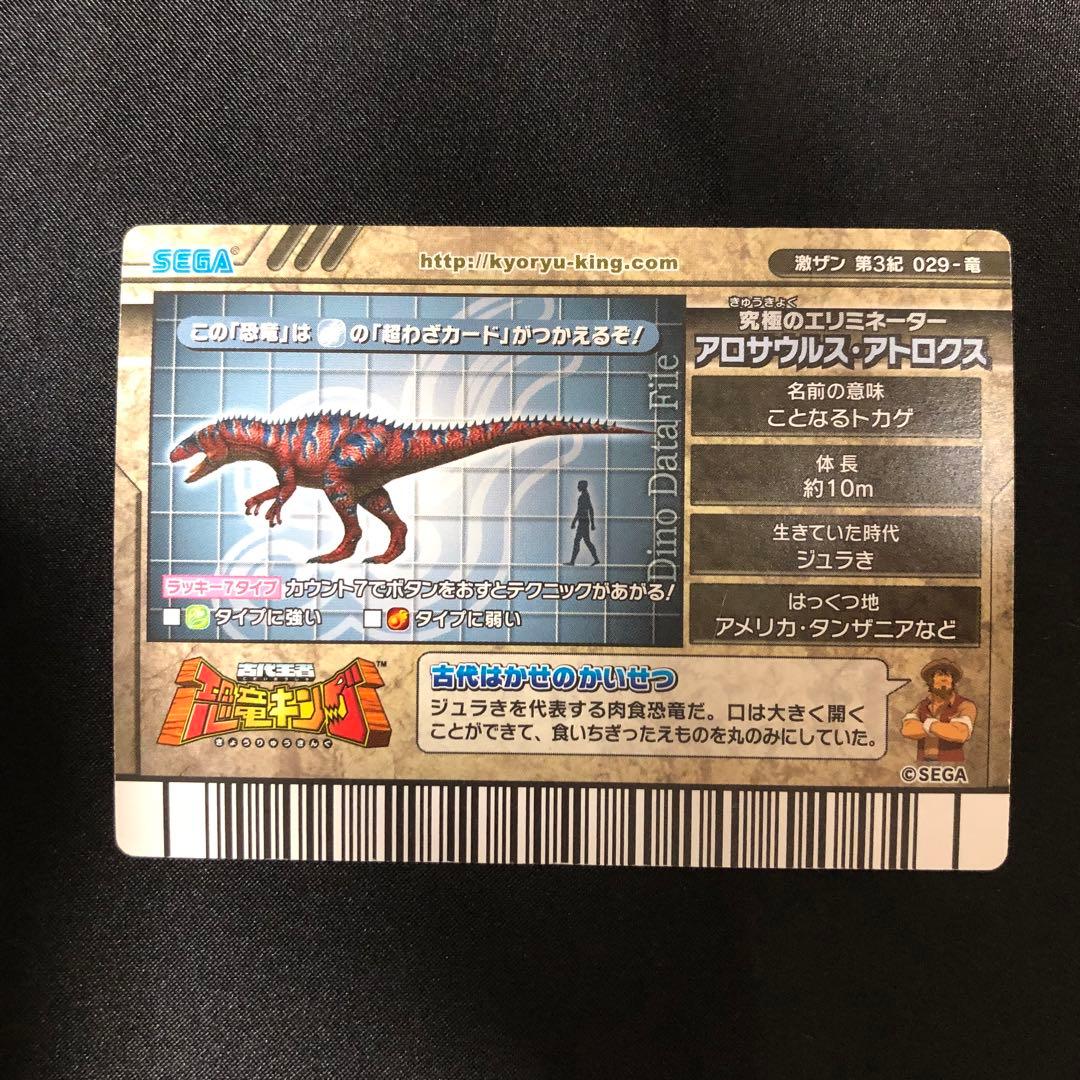 SEGA®
http://kyoryu-king.com
激ザン 第3紀 029-竜
この「恐竜」は の「超わざカード」がつかえるぞ!
Dino Data File
ラッキー7タイプ カウント7でボタンをおすとテクニックがあがる!
タイプに強い タイプに弱い
きゅうきょく
究極のエリミネーター
アロサウルス・アトロクス
名前の意味
ことなるトカゲ
体長
約10m
生きていた時代
ジュラき
はっくつ地
アメリカ・タンザニアなど
古代王者
恐竜キング™
きょうりゅうきんぐ
古代はかせのかいせつ
ジュラきを代表する肉食恐竜だ。口は大きく開く
ことができて、食いちぎったえものを丸のみにしていた。
©SEGA